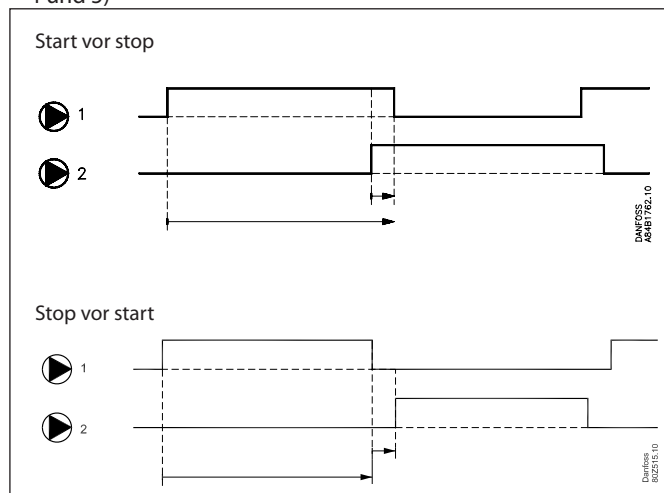 Start vor stop
1
2
DANFOSS
A84B1762.10
Stop vor start
1
2
Danfoss
80Z515.10